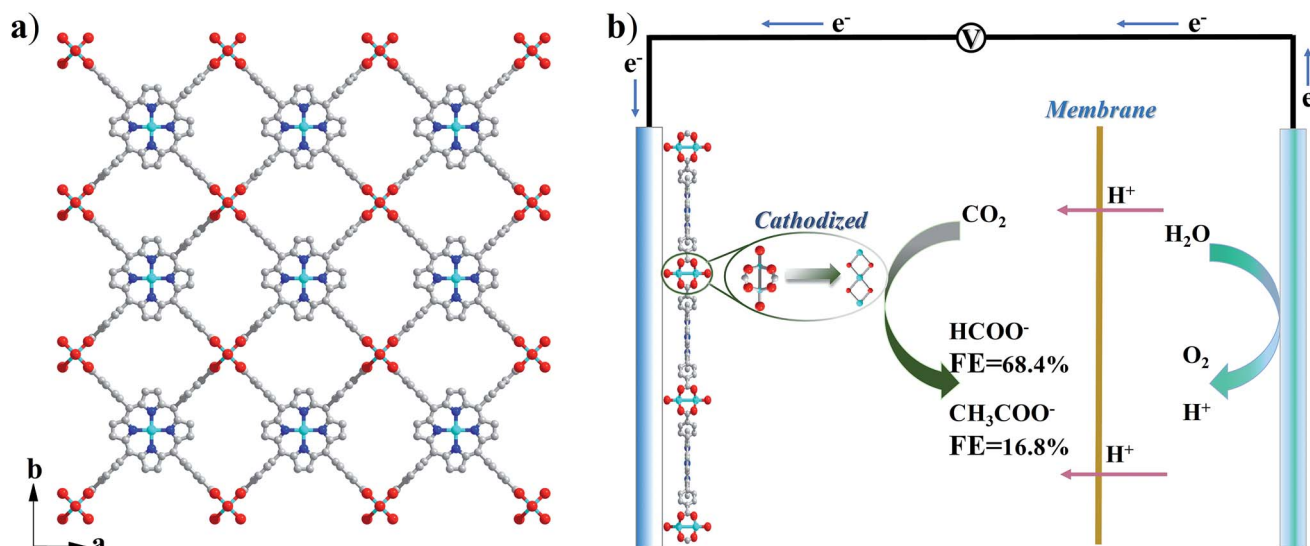 a)
b
a
b)
e⁻
e⁻
e⁻
e
V
Membrane
Cathodized
H⁺
CO₂
H₂O
HCOO⁻
FE=68.4%
O₂
CH₃COO⁻
FE=16.8%
H⁺
H⁺